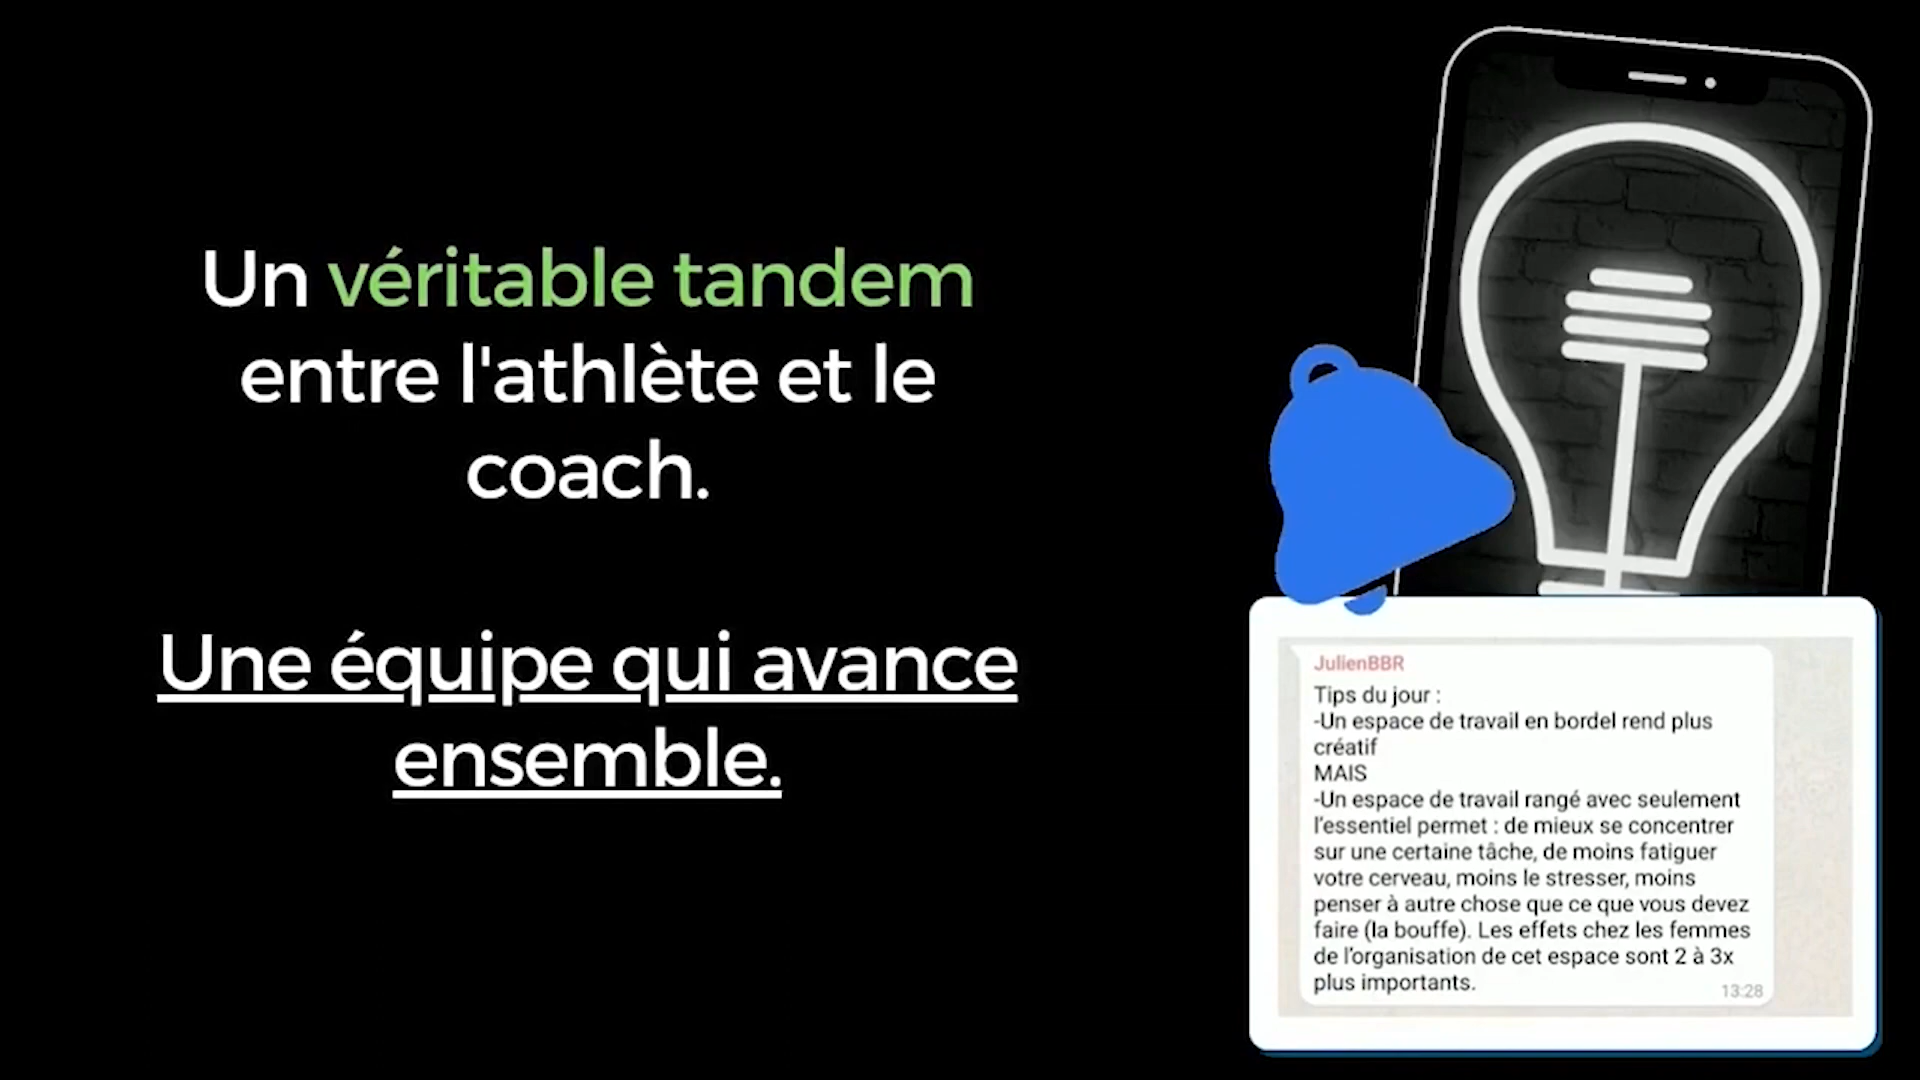 Un véritable tandem
entre l'athlète et le
coach.
Une équipe qui avance
ensemble.
JulienBBR
Tips du jour :
-Un espace de travail en bordel rend plus
créatif
MAIS
-Un espace de travail rangé avec seulement
l'essentiel permet : de mieux se concentrer
sur une certaine tâche, de moins fatiguer
votre cerveau, moins le stresser, moins
penser à autre chose que ce que vous devez
faire (la bouffe). Les effets chez les femmes
de l'organisation de cet espace sont 2 à 3x
plus importants.
13:28